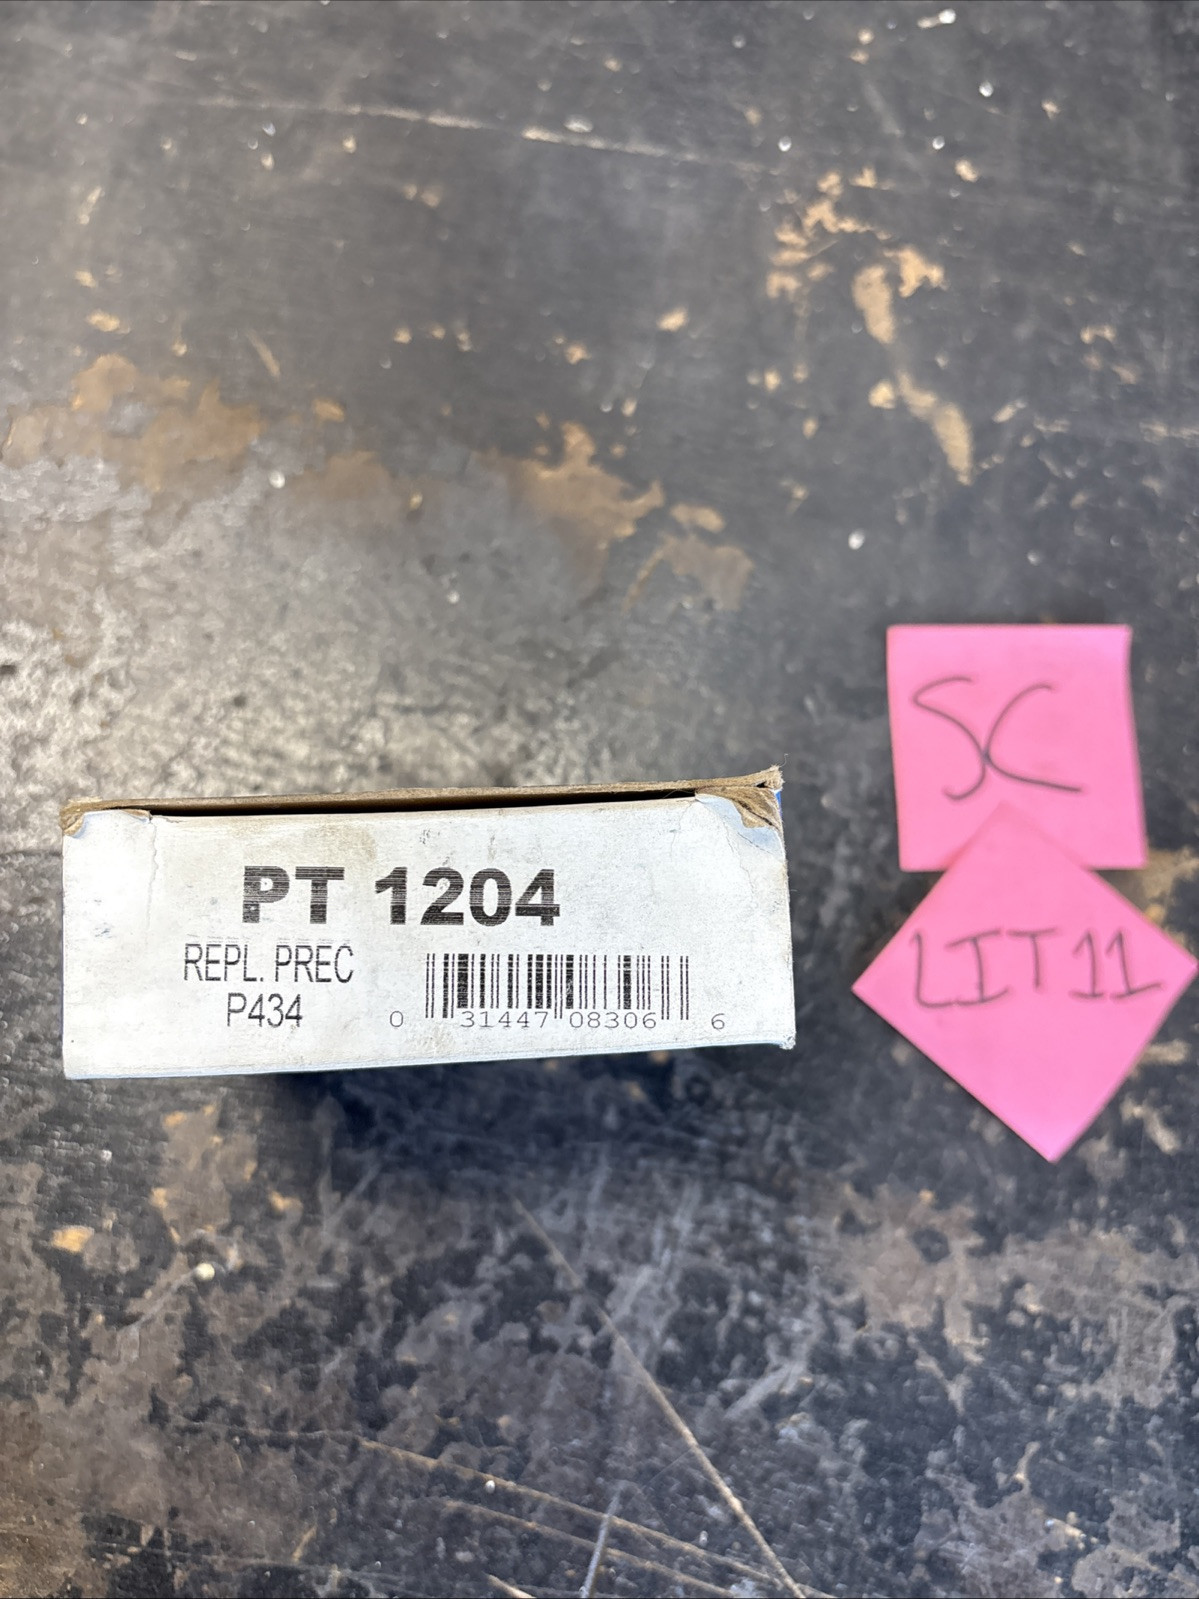 PT 1204
REPL. PREC
P434
0 31447 08306 6
SC
LIT11